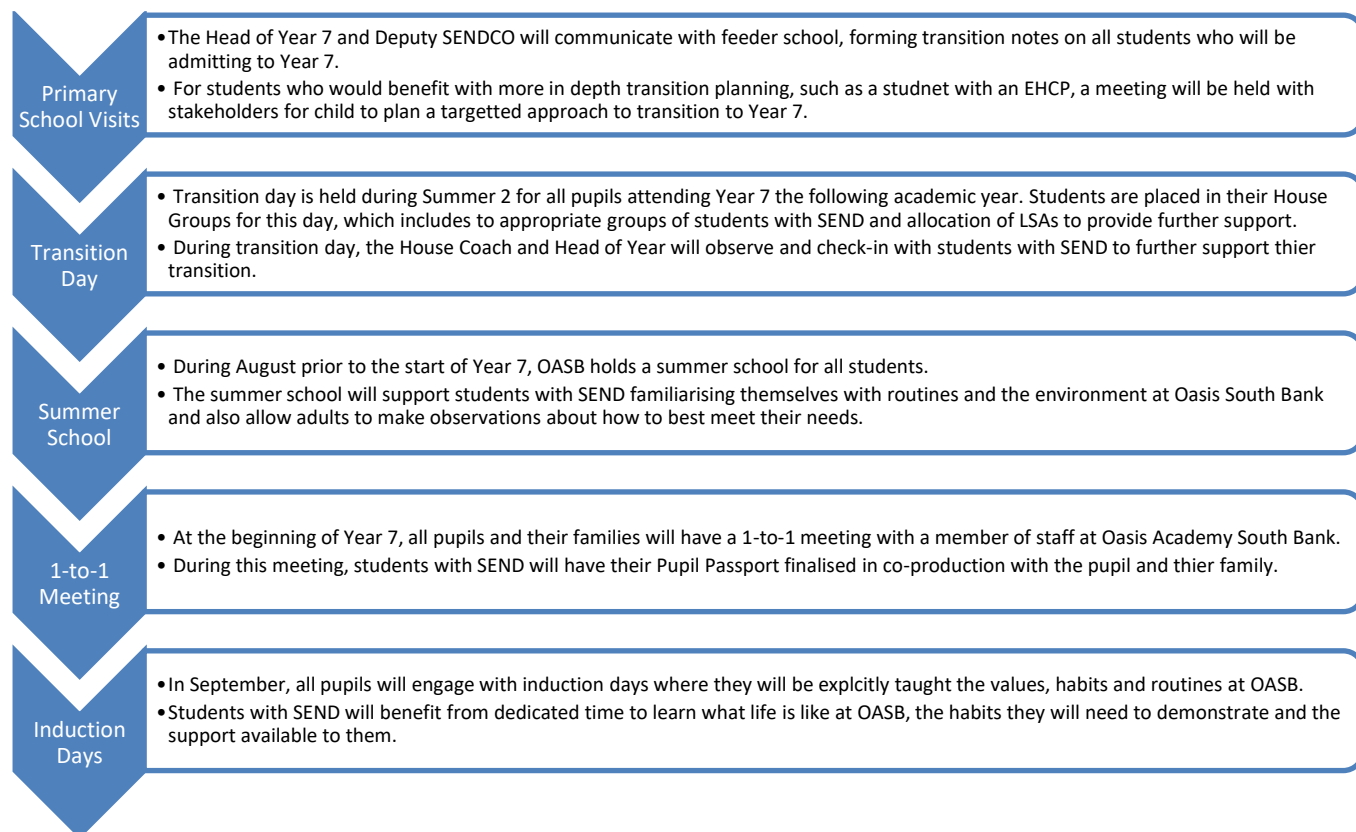 Primary
School Visits
•The Head of Year 7 and Deputy SENDCO will communicate with feeder school, forming transition notes on all students who will be
admitting to Year 7.
• For students who would benefit with more in depth transition planning, such as a studnet with an EHCP, a meeting will be held with
stakeholders for child to plan a targetted approach to transition to Year 7.
Transition
Day
• Transition day is held during Summer 2 for all pupils attending Year 7 the following academic year. Students are placed in their House
Groups for this day, which includes to appropriate groups of students with SEND and allocation of LSAs to provide further support.
• During transition day, the House Coach and Head of Year will observe and check-in with students with SEND to further support thier
transition.
Summer
School
• During August prior to the start of Year 7, OASB holds a summer school for all students.
• The summer school will support students with SEND familiarising themselves with routines and the environment at Oasis South Bank
and also allow adults to make observations about how to best meet their needs.
1-to-1
Meeting
• At the beginning of Year 7, all pupils and their families will have a 1-to-1 meeting with a member of staff at Oasis Academy South Bank.
• During this meeting, students with SEND will have their Pupil Passport finalised in co-production with the pupil and thier family.
Induction
Days
•In September, all pupils will engage with induction days where they will be explcitly taught the values, habits and routines at OASB.
•Students with SEND will benefit from dedicated time to learn what life is like at OASB, the habits they will need to demonstrate and the
support available to them.